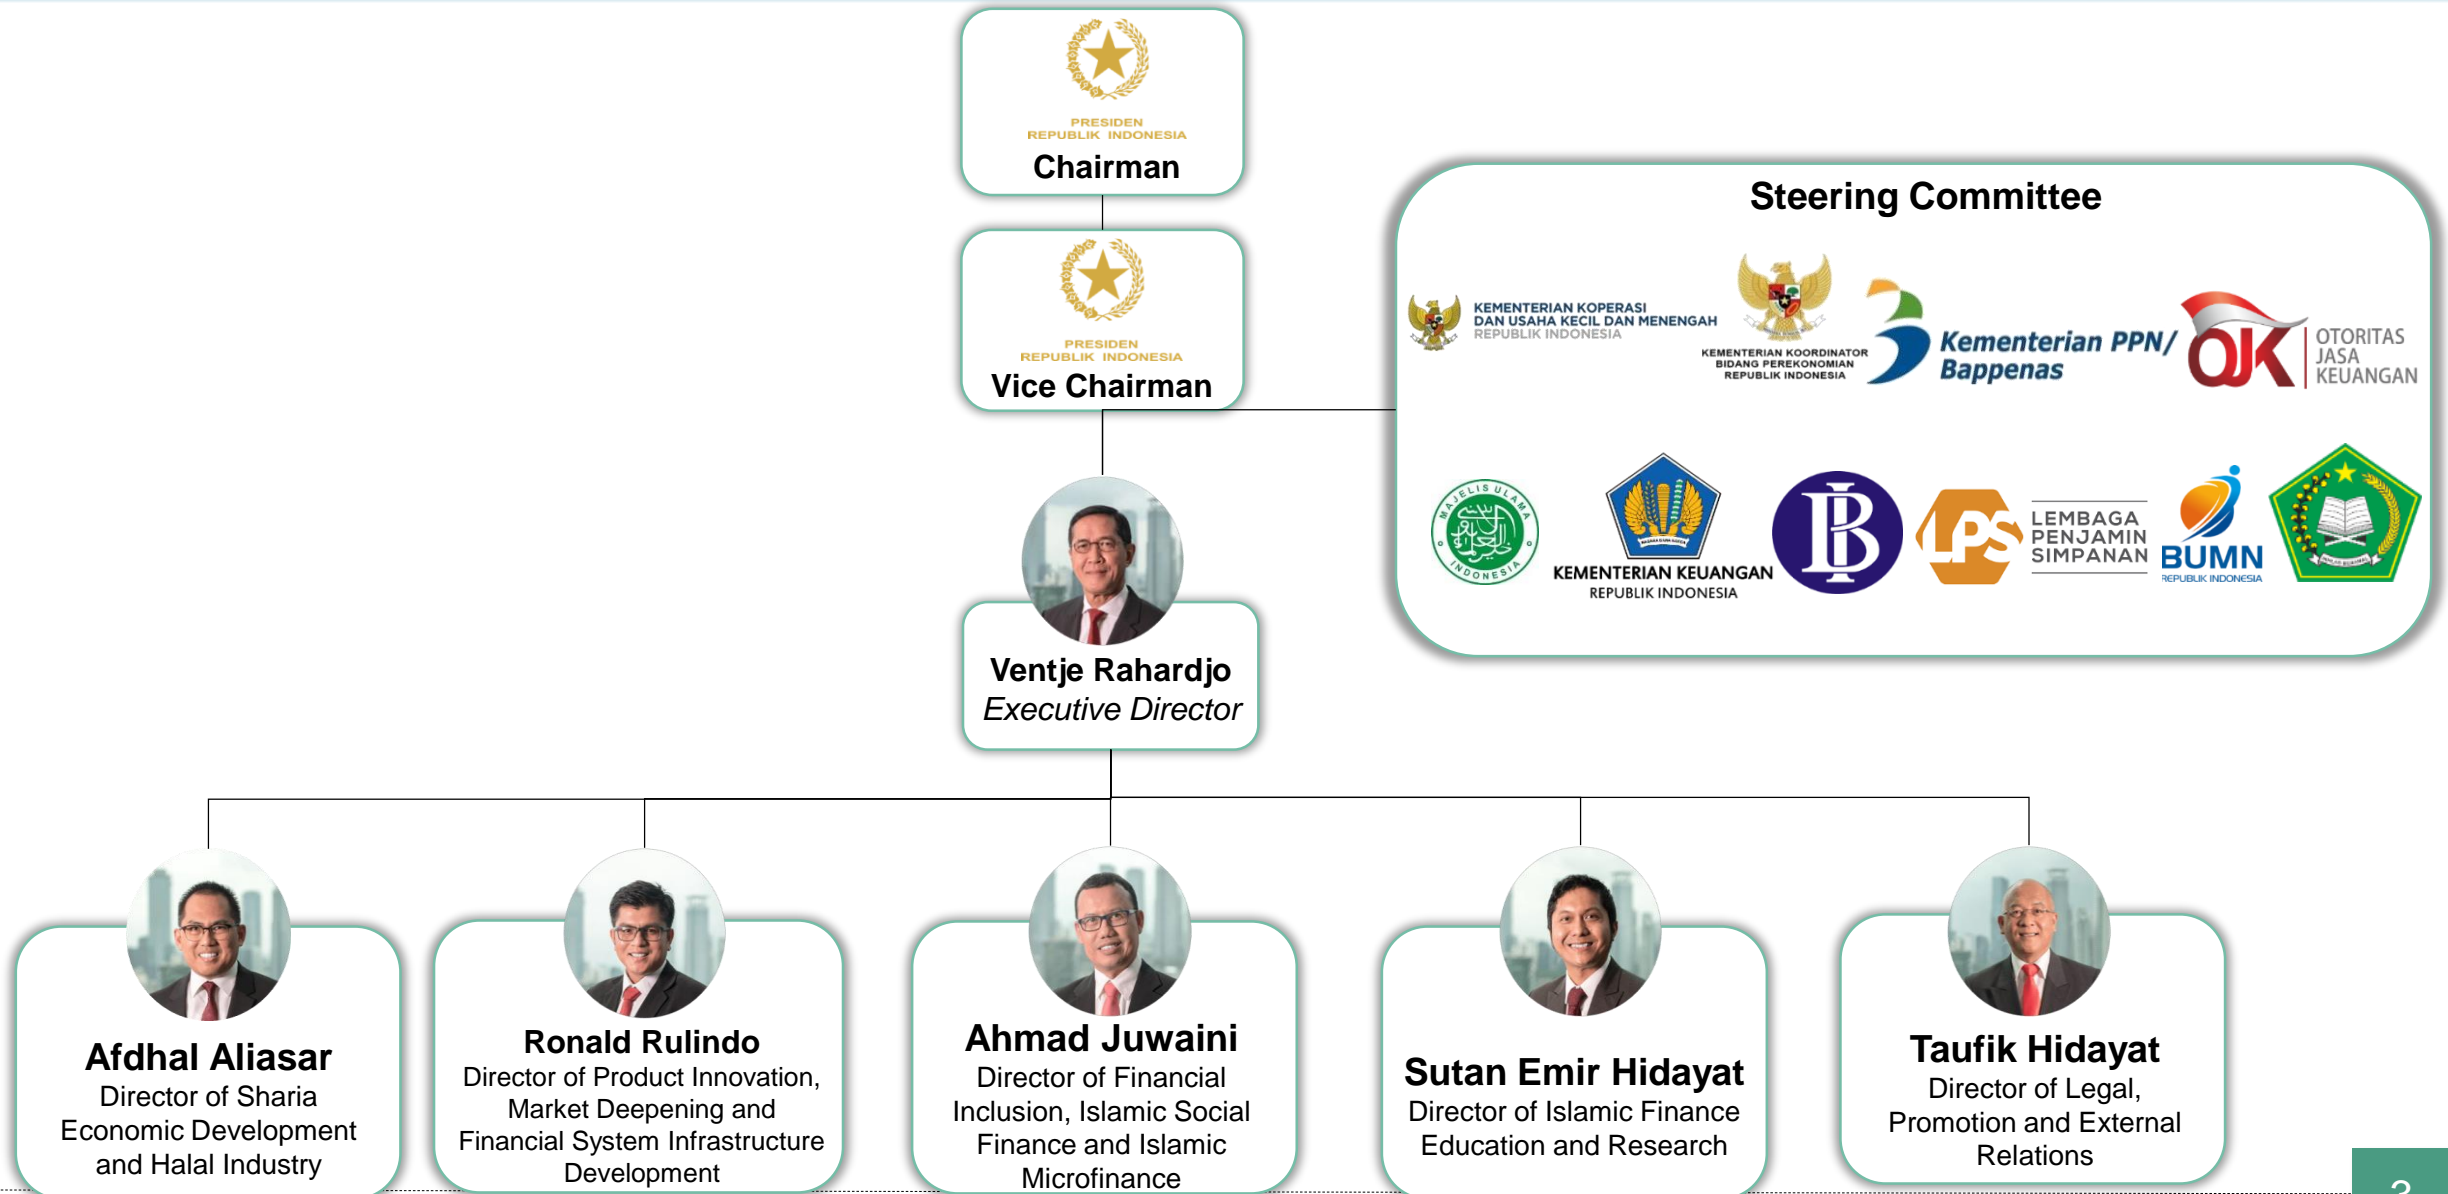 PRESIDEN
REPUBLIK INDONESIA
Chairman
PRESIDEN
REPUBLIK INDONESIA
Vice Chairman
Steering Committee
KEMENTERIAN KOPERASI
DAN USAHA KECIL DAN MENENGAH
REPUBLIK INDONESIA
KEMENTERIAN KOORDINATOR
BIDANG PEREKONOMIAN
REPUBLIK INDONESIA
Kementerian PPN/
Bappenas
OJK
OTORITAS
JASA
KEUANGAN
MAJELIS ULAMA
INDONESIA
KEMENTERIAN KEUANGAN
REPUBLIK INDONESIA
BI
LPS
LEMBAGA
PENJAMIN
SIMPANAN
BUMN
REPUBLIK INDONESIA
Ventje Rahardjo
Executive Director
Afdhal Aliasar
Director of Sharia
Economic Development
and Halal Industry
Ronald Rulindo
Director of Product Innovation,
Market Deepening and
Financial System Infrastructure
Development
Ahmad Juwaini
Director of Financial
Inclusion, Islamic Social
Finance and Islamic
Microfinance
Sutan Emir Hidayat
Director of Islamic Finance
Education and Research
Taufik Hidayat
Director of Legal,
Promotion and External
Relations
3